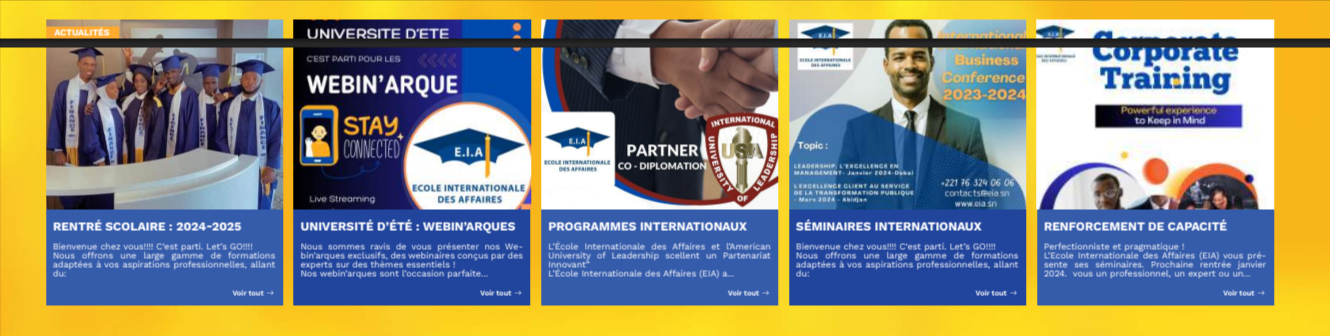 ACTUALITÉS
RENTRÉ SCOLAIRE : 2024-2025
Bienvenue chez vous!!!! C'est parti. Let's GO!!!!
Nous offrons une large gamme de formations
adaptées à vos aspirations professionnelles, allant
du:
Voir tout →
UNIVERSITE D'ETE
C'EST PARTI POUR LES
WEBIN'ARQUE
STAY
CONNECTED
E.I.A
ECOLE INTERNATIONALE
DES AFFAIRES
Live Streaming
UNIVERSITÉ D'ÉTÉ : WEBIN'ARQUES
Nous sommes ravis de vous présenter nos We-
bin'arques exclusifs, des webinaires conçus par des
experts sur des thèmes essentiels !
Nos webin'arques sont l'occasion parfaite...
Voir tout →
E.I.A
ECOLE INTERNATIONALE
DES AFFAIRES
PARTNER
CO - DIPLOMATION
INTERNATIONAL
UNIVERSITY OF LEADERSHIP
USA
PROGRAMMES INTERNATIONAUX
L'École Internationale des Affaires et l'American
University of Leadership scellent un Partenariat
Innovant"
L'École Internationale des Affaires (EIA) a...
Voir tout →
E.I.A
ECOLE INTERNATIONALE
DES AFFAIRES
International
Business
Conference
2023-2024
Topic :
LEADERSHIP, L'EXCELLENCE EN
MANAGEMENT- Janvier 2024-Dubai
L'EXCELLENCE CLIENT AU SERVICE
DE LA TRANSFORMATION PUBLIQUE
- Mars 2024 - Abidjan
+221 76 324 06 06
contacts@eia.sn
www.eia.sn
SÉMINAIRES INTERNATIONAUX
Bienvenue chez vous!!!! C'est parti. Let's GO!!!!
Nous offrons une large gamme de formations
adaptées à vos aspirations professionnelles, allant
du:
Voir tout →
Corporate
Training
Powerful experience
to Keep in Mind
RENFORCEMENT DE CAPACITÉ
Perfectionniste et pragmatique !
L'Ecole Internationale des Affaires (EIA) vous pré-
sente ses séminaires. Prochaine rentrée janvier
2024. vous un professionnel, un expert ou un...
Voir tout →